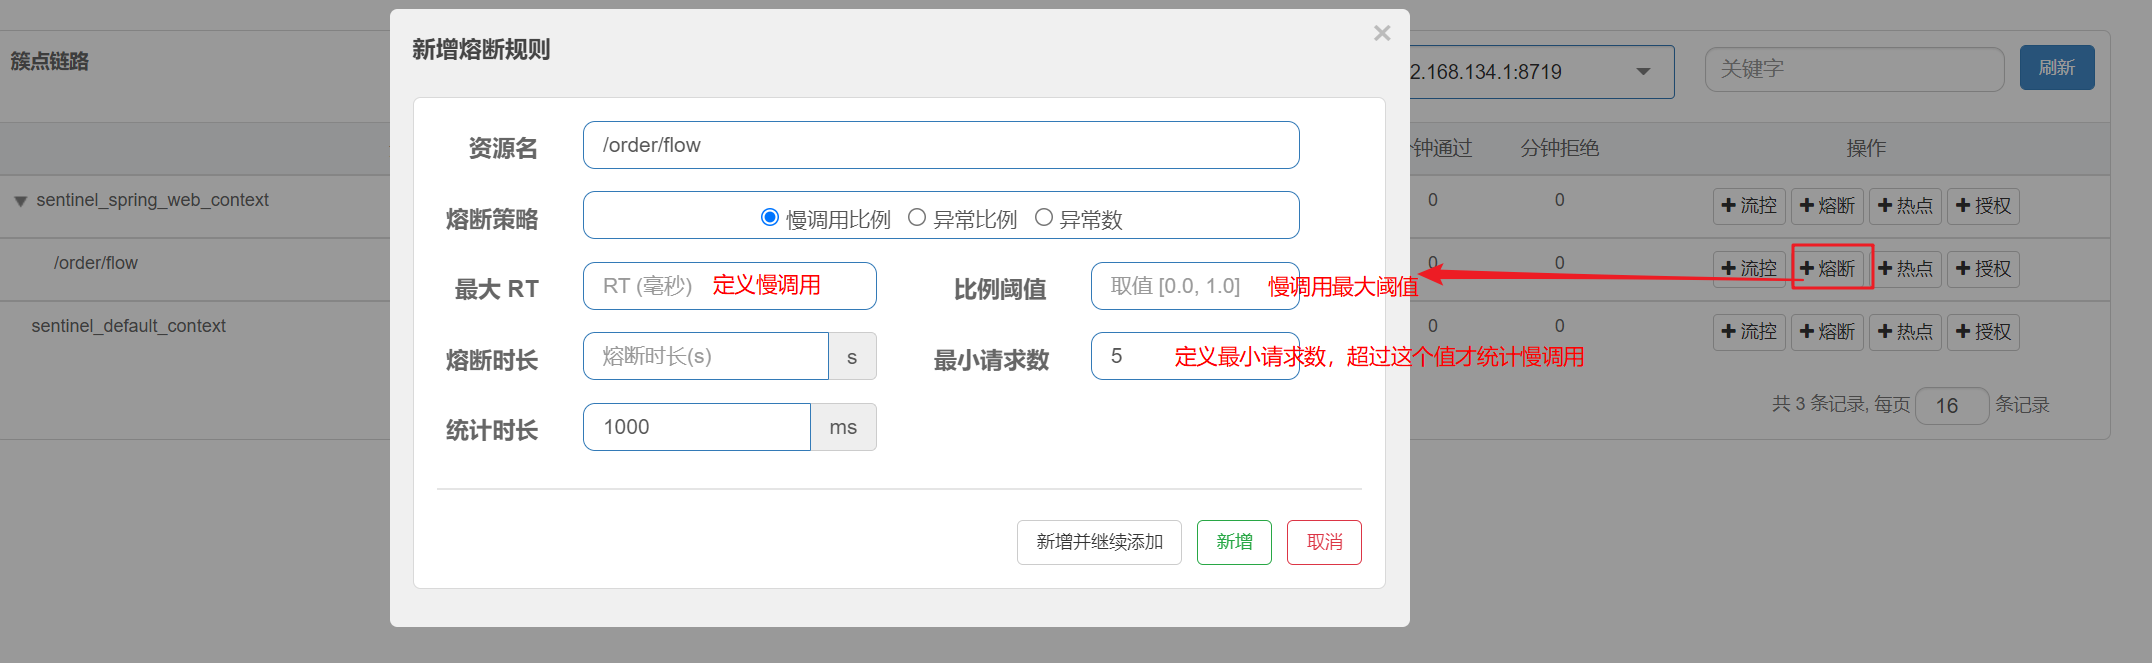 新增熔断规则
×
簇点链路
2.168.134.1:8719
关键字
刷新
资源名
/order/flow
钟通过
分钟拒绝
操作
sentinel_spring_web_context
熔断策略
慢调用比例 异常比例 异常数
0
0
流控 熔断 热点 授权
/order/flow
最大 RT
RT (毫秒)
定义慢调用
比例阈值
取值 [0.0, 1.0]
慢调用最大阈值
0
0
流控 熔断 热点 授权
sentinel_default_context
熔断时长
熔断时长(s)
s
最小请求数
5
定义最小请求数，超过这个值才统计慢调用
0
0
流控 熔断 热点 授权
统计时长
1000
ms
共 3 条记录, 每页 16 条记录
新增并继续添加
新增
取消